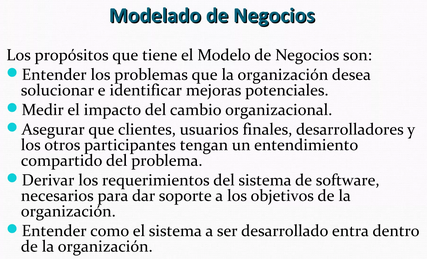 Modelado de Negocios
Los propósitos que tiene el Modelo de Negocios son:
Entender los problemas que la organización desea
solucionar e identificar mejoras potenciales.
Medir el impacto del cambio organizacional.
Asegurar que clientes, usuarios finales, desarrolladores y
los otros participantes tengan un entendimiento
compartido del problema.
Derivar los requerimientos del sistema de software,
necesarios para dar soporte a los objetivos de la
organización.
Entender como el sistema a ser desarrollado entra dentro
de la organización.